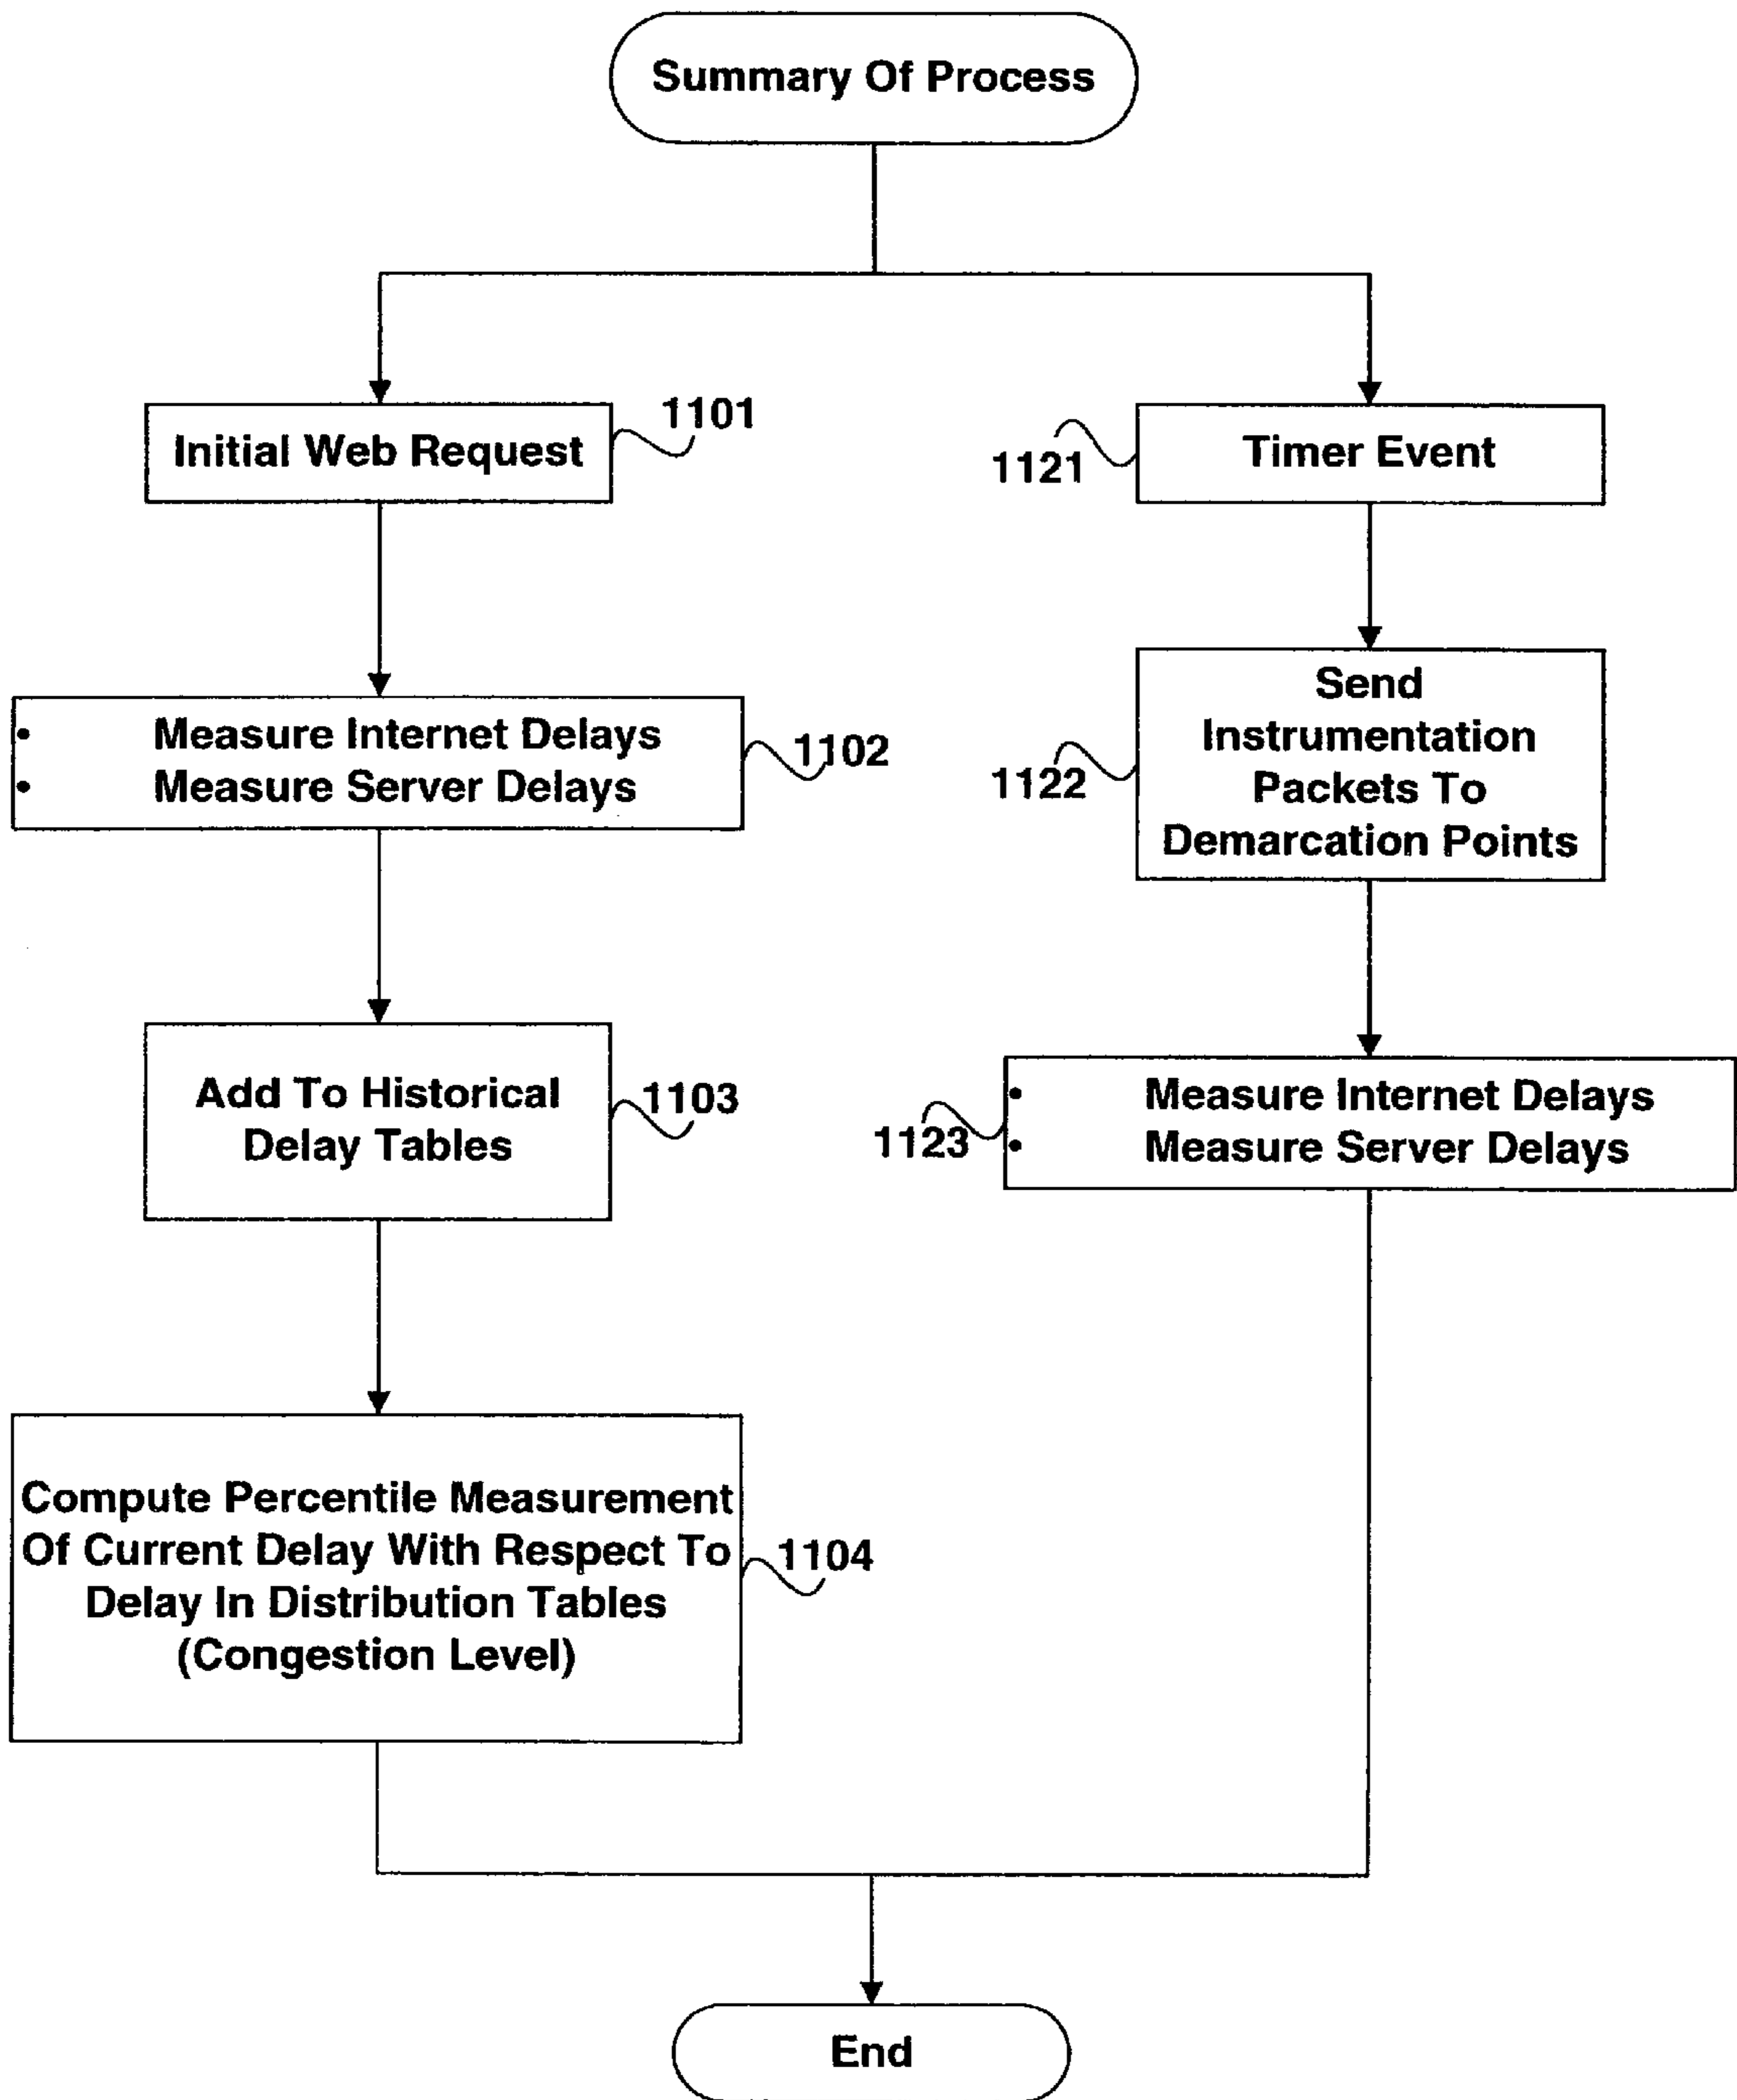 Summary Of Process
Initial Web Request
1101
• Measure Internet Delays
• Measure Server Delays
1102
Add To Historical
Delay Tables
1103
Compute Percentile Measurement
Of Current Delay With Respect To
Delay In Distribution Tables
(Congestion Level)
1104
Timer Event
1121
Send
Instrumentation
Packets To
Demarcation Points
1122
• Measure Internet Delays
• Measure Server Delays
1123
End